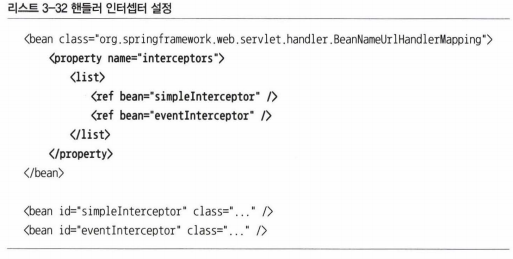 리스트 3-32 핸들러 인터셉터 설정
<bean class="org.springframework.web.servlet.handler.BeanNameUrlHandlerMapping">
<property name="interceptors">
<list>
<ref bean="simpleInterceptor" />
<ref bean="eventInterceptor" />
</list>
</property>
</bean>
<bean id="simpleInterceptor" class="..." />
<bean id="eventInterceptor" class="..." />